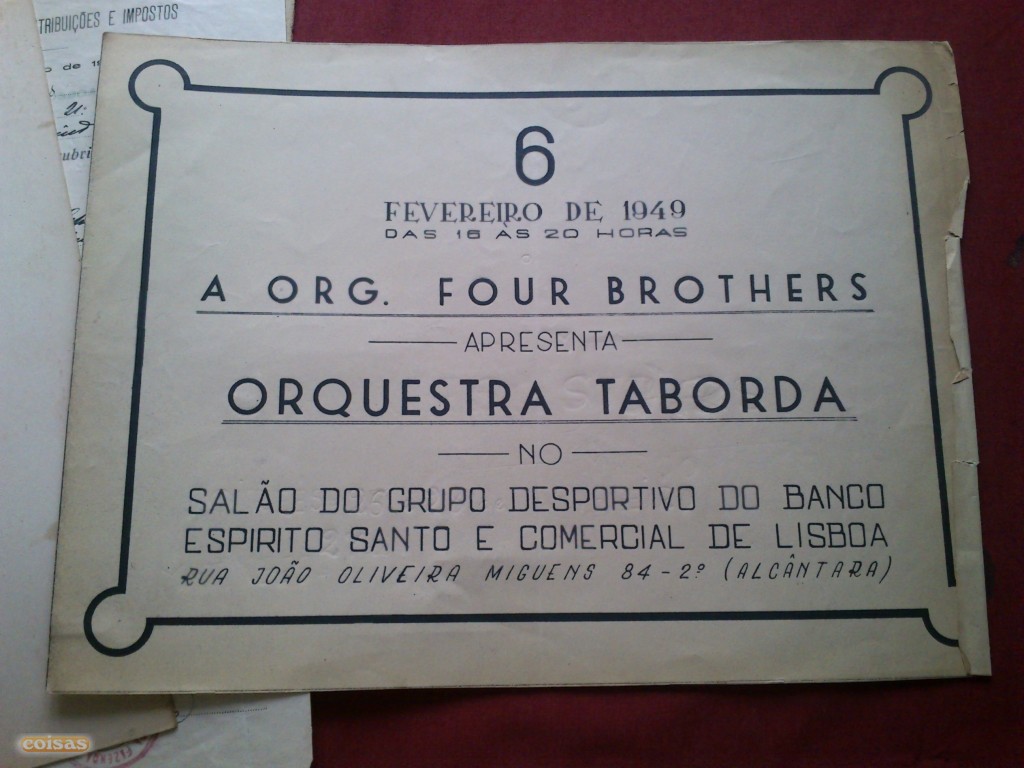 TRIBUIÇÕES E IMPOSTOS
6
FEVEREIRO DE 1949
DAS 16 ÀS 20 HORAS
A ORG. FOUR BROTHERS
APRESENTA
ORQUESTRA TABORDA
NO
SALÃO DO GRUPO DESPORTIVO DO BANCO
ESPIRITO SANTO E COMERCIAL DE LISBOA
RUA JOÃO OLIVEIRA MIGUENS 84 - 2º (ALCÂNTARA)
coisas